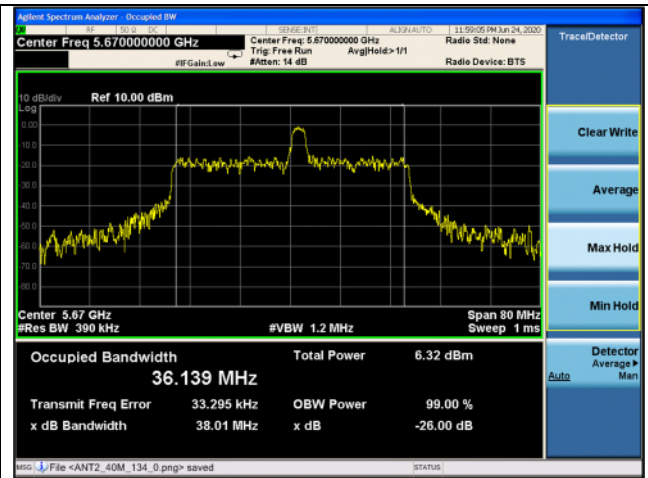 Agilent Spectrum Analyzer - Occupied BW
RF 50 Ω DC SENSE:INT ALIGN AUTO 11:59:05 PM Jun 24, 2020
Center Freq 5.670000000 GHz
Center Freq: 5.670000000 GHz
Radio Std: None
Trig: Free Run Avg|Hold:>1/1
#IFGain:Low #Atten: 14 dB Radio Device: BTS
Trace/Detector
10 dB/div Ref 10.00 dBm
Log
0.00
-10.0
-20.0
-30.0
-40.0
-50.0
-60.0
-70.0
-80.0
Center 5.67 GHz Span 80 MHz
#Res BW 390 kHz #VBW 1.2 MHz Sweep 1 ms
Occupied Bandwidth Total Power 6.32 dBm
36.139 MHz
Transmit Freq Error 33.295 kHz OBW Power 99.00 %
x dB Bandwidth 38.01 MHz x dB -26.00 dB
Clear Write
Average
Max Hold
Min Hold
Detector
Average
Auto Man
MSG File <ANT2_40M_134_0.png> saved STATUS